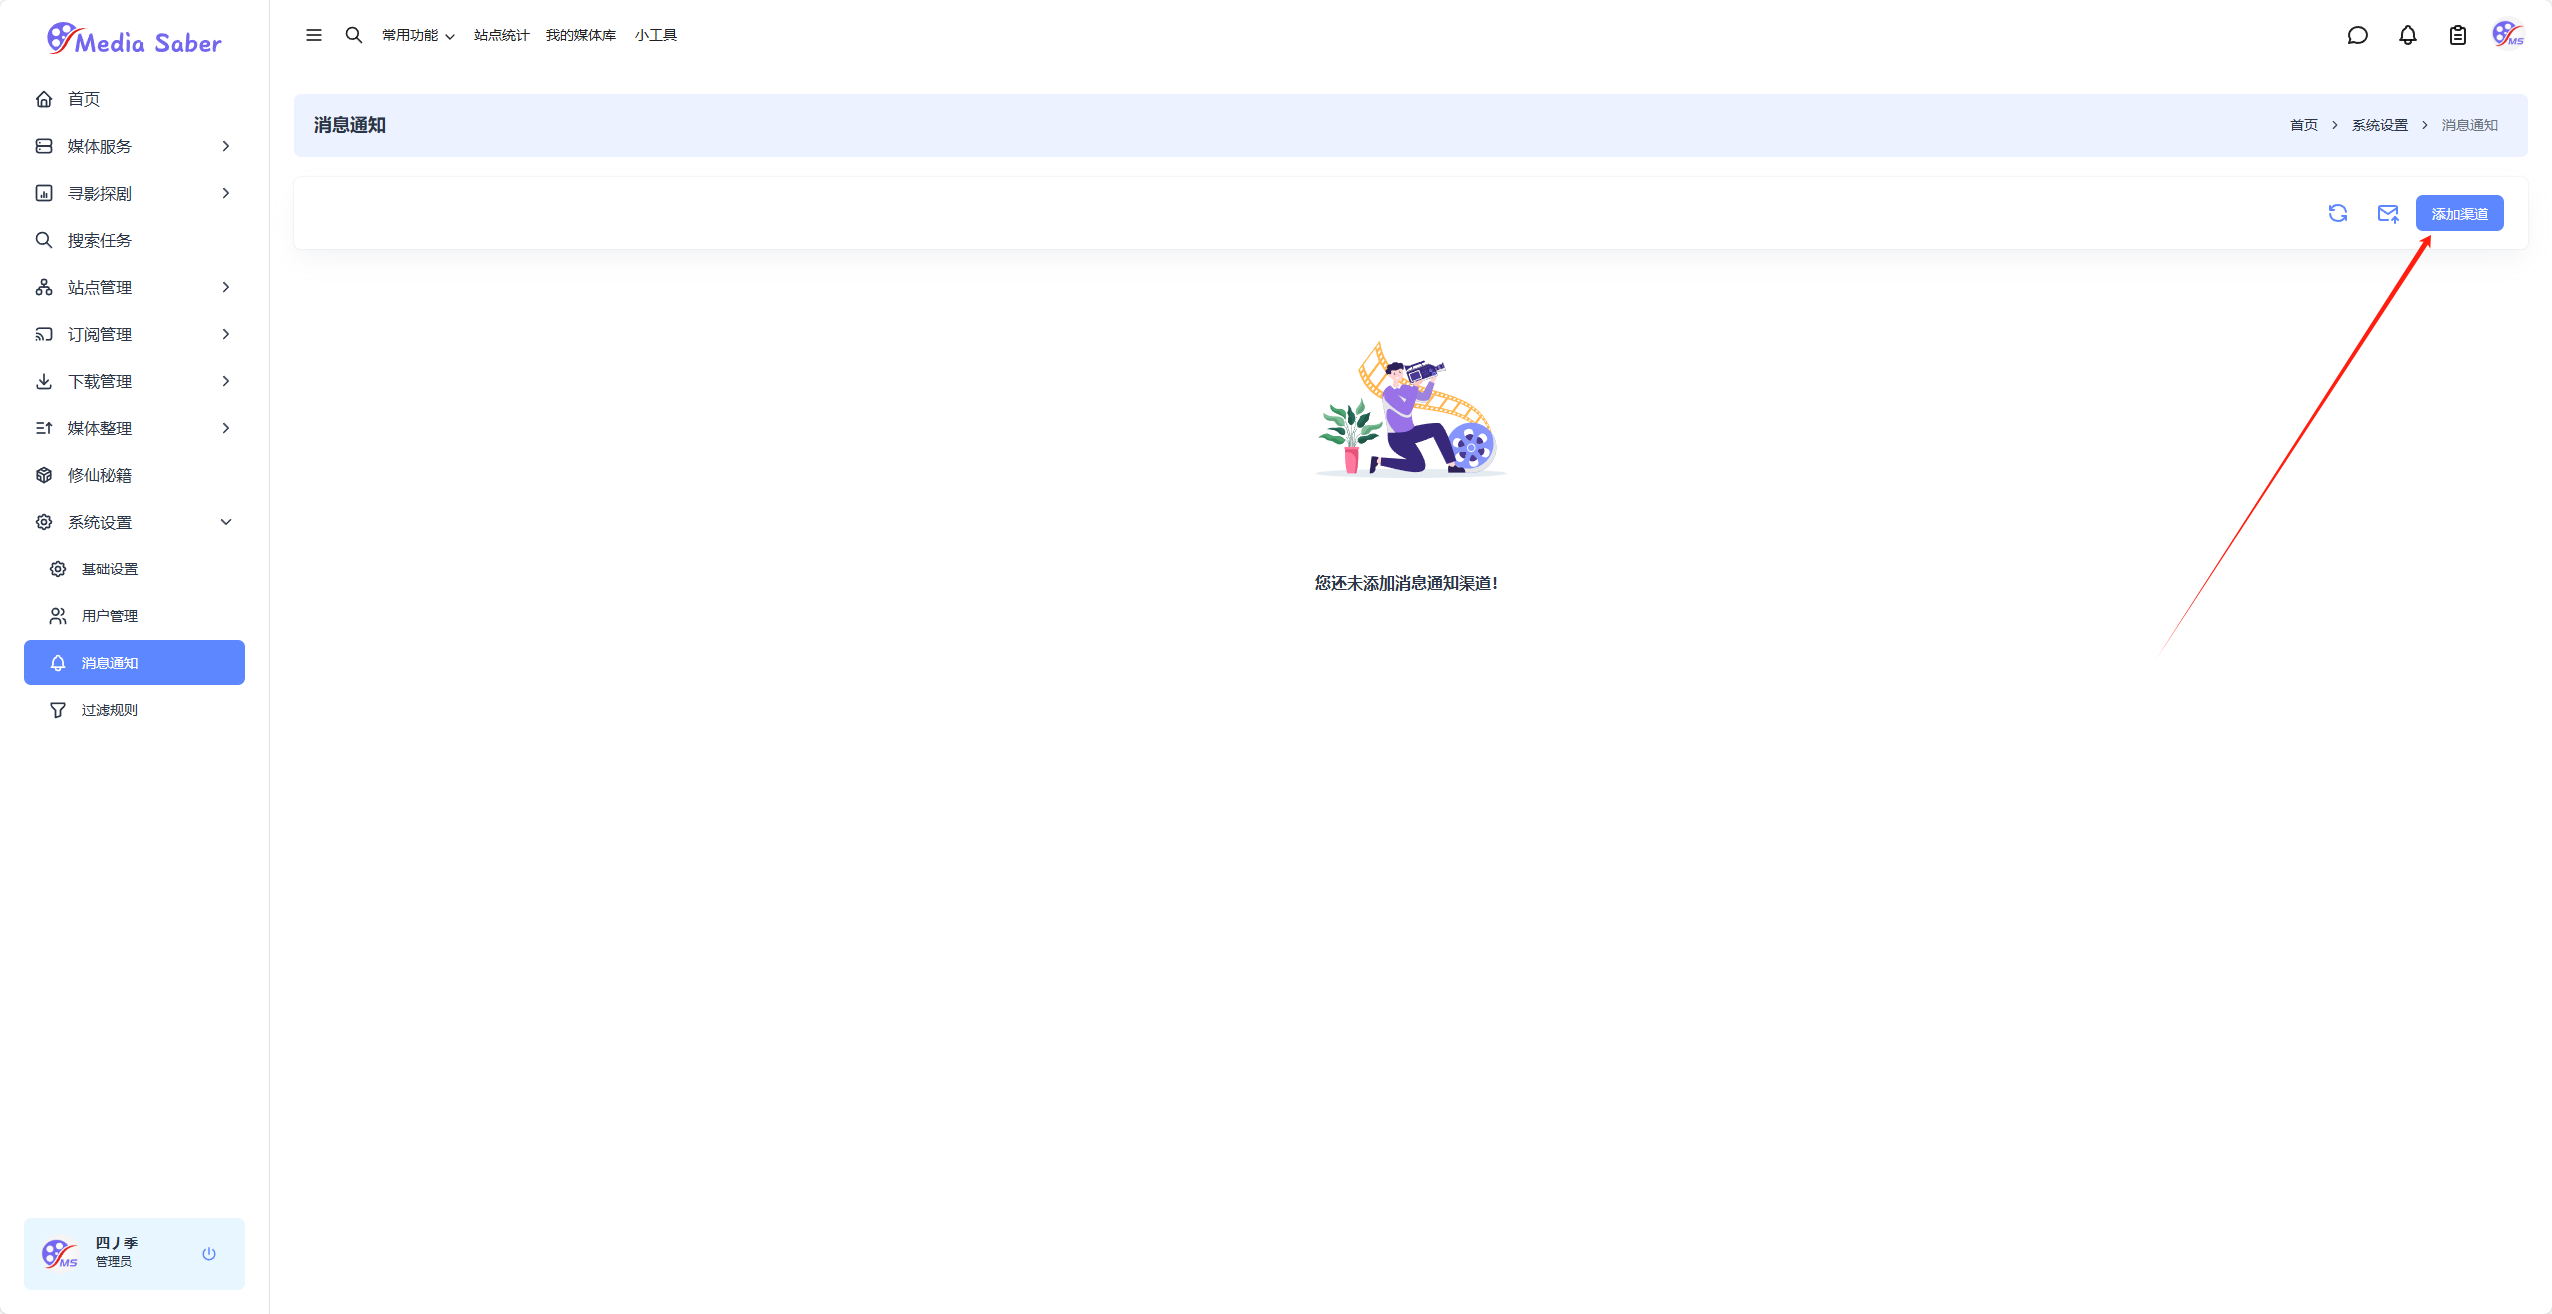 Media Saber
首页
媒体服务
寻影探剧
搜索任务
站点管理
订阅管理
下载管理
媒体整理
修仙秘籍
系统设置
基础设置
用户管理
消息通知
过滤规则
四丿季
管理员
MS
常用功能 站点统计 我的媒体库 小工具
MS
消息通知
首页 > 系统设置 > 消息通知
添加渠道
您还未添加消息通知渠道!